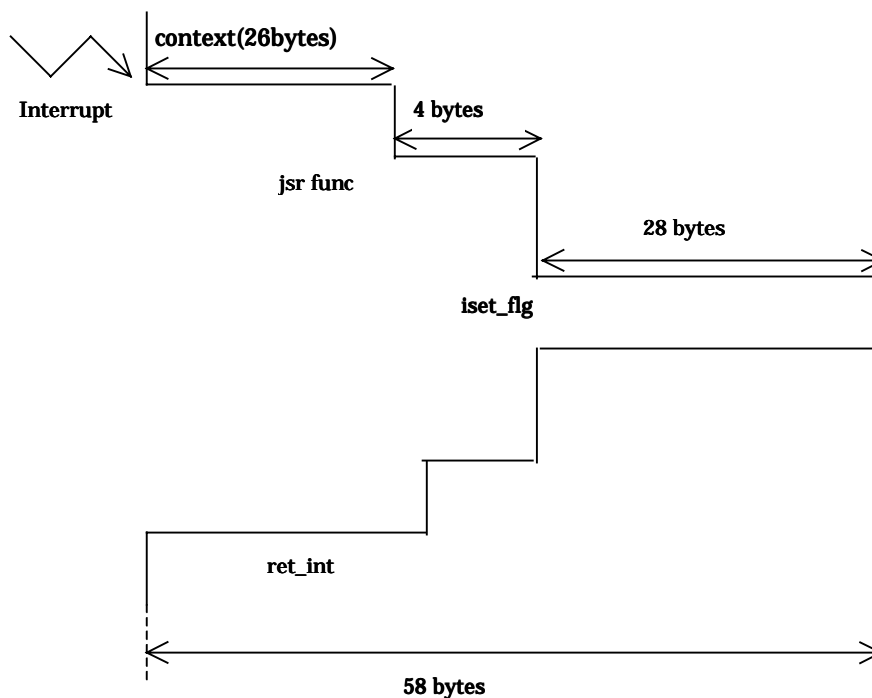 context(26bytes)
Interrupt
4 bytes
jsr func
28 bytes
iset_flg
ret_int
58 bytes